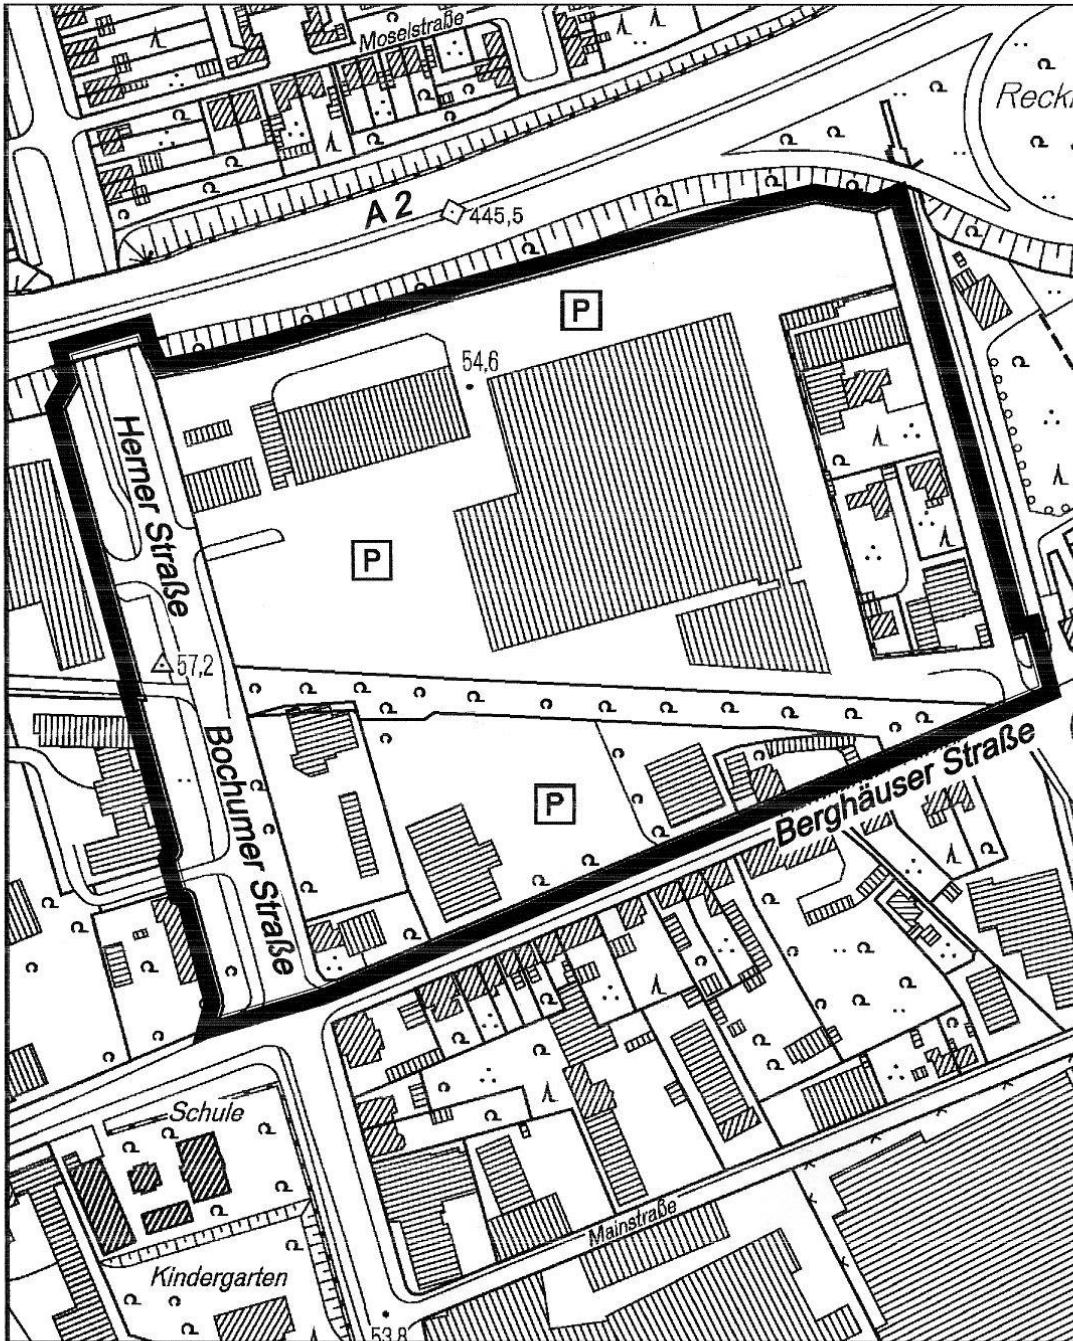 Moselstraße
Reckl
A 2
445,5
P
54,6
Herner Straße
P
57,2
Bochumer Straße
P
Berghäuser Straße
Schule
Mainstraße
Kindergarten
53,8